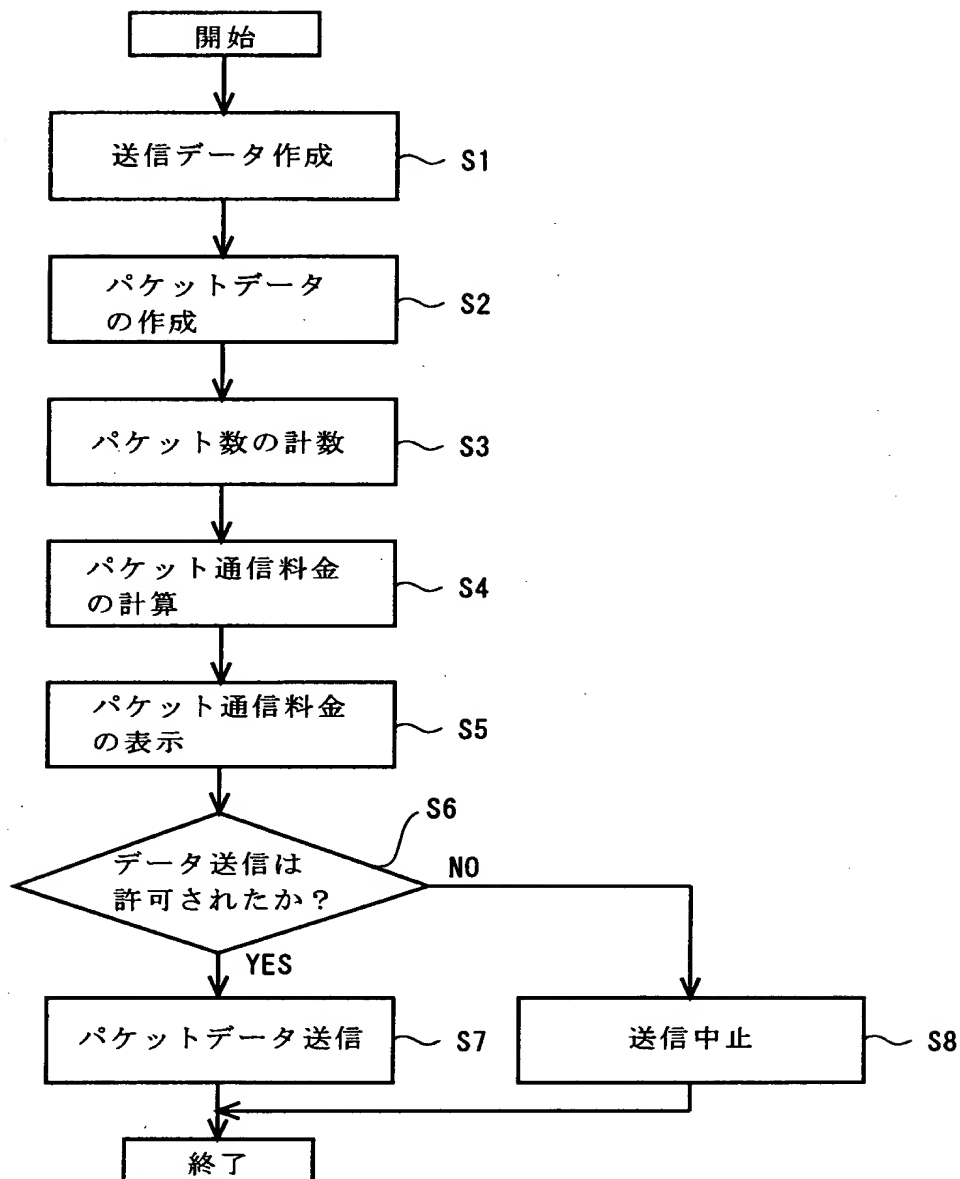 開始
送信データ作成
S1
パケットデータ
の作成
S2
パケット数の計数
S3
パケット通信料金
の計算
S4
パケット通信料金
の表示
S5
S6
データ送信は
許可されたか？
NO
YES
パケットデータ送信
S7
送信中止
S8
終了